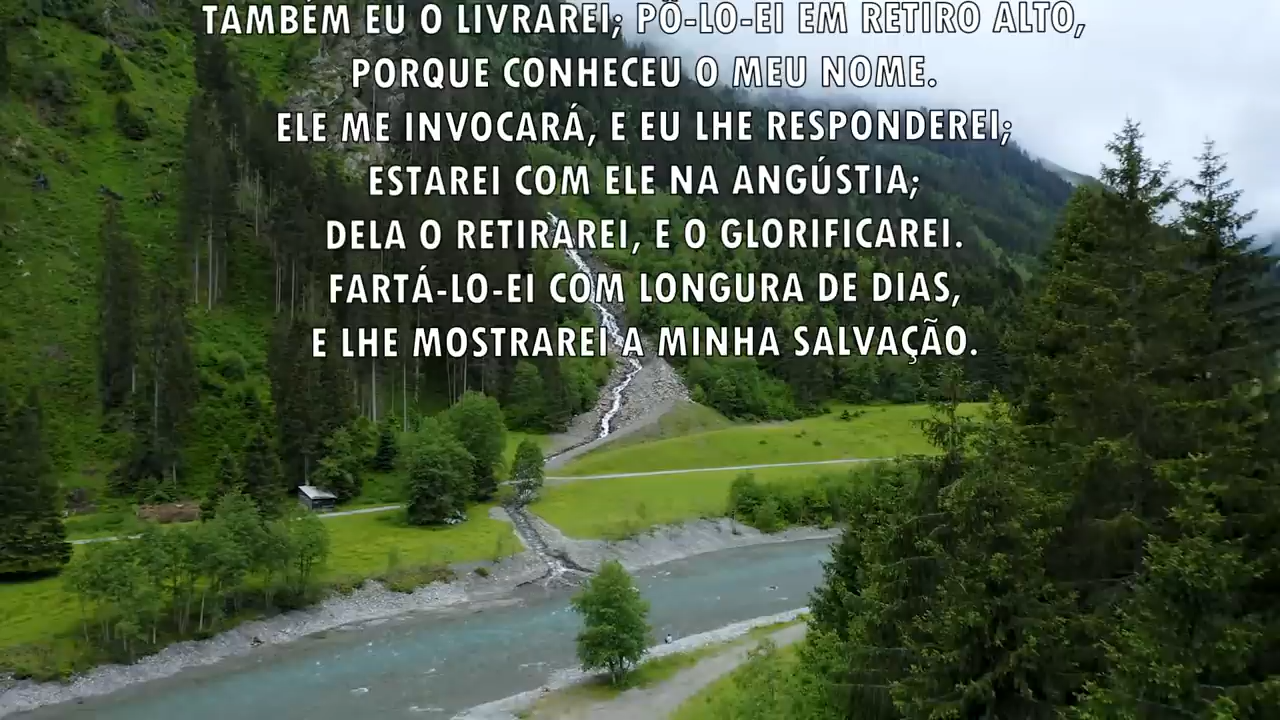 TAMBÉM EU O LIVRAREI; PÔ-LO-EI EM RETIRO ALTO,
PORQUE CONHECEU O MEU NOME.
ELE ME INVOCARÁ, E EU LHE RESPONDEREI;
ESTAREI COM ELE NA ANGÚSTIA;
DELA O RETIRAREI, E O GLORIFICAREI.
FARTÁ-LO-EI COM LONGURA DE DIAS,
E LHE MOSTRAREI A MINHA SALVAÇÃO.